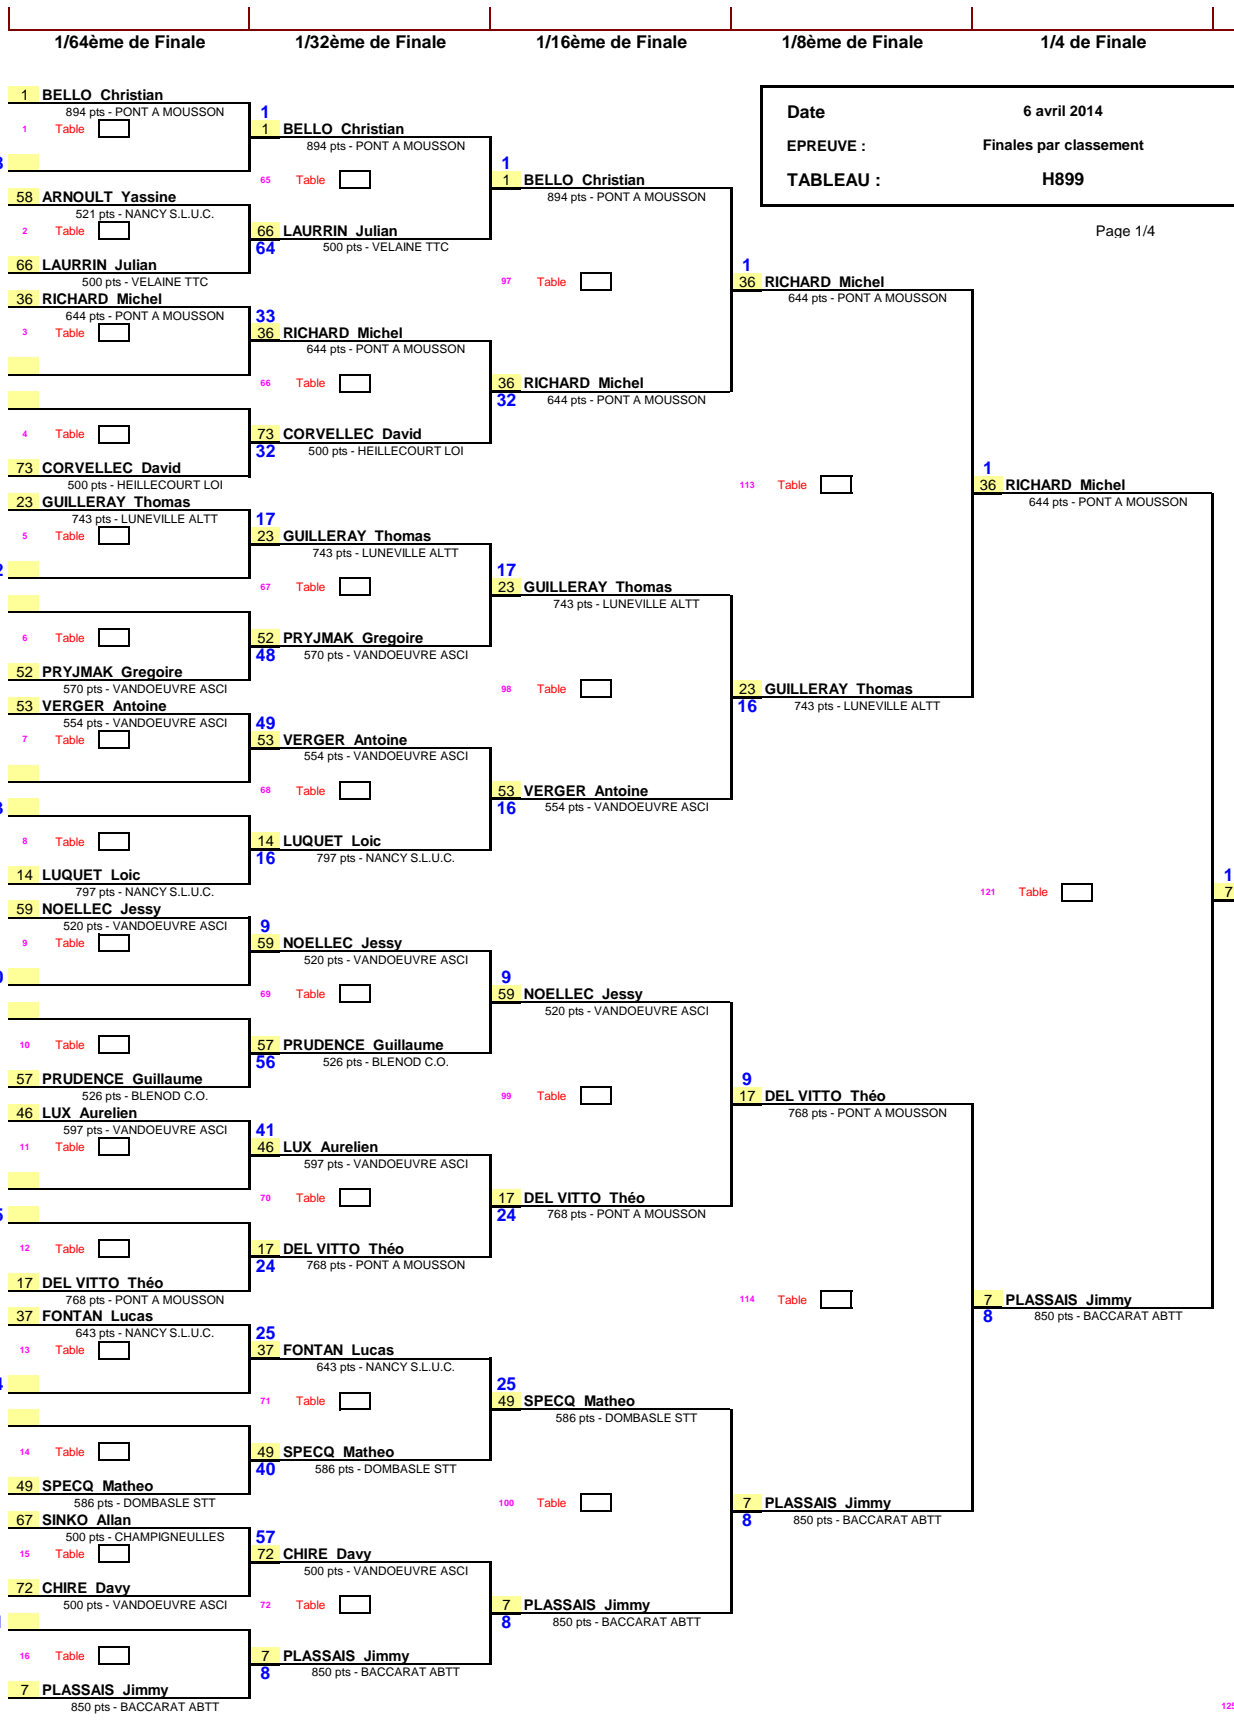 1/64ème de Finale
1/32ème de Finale
1/16ème de Finale
1/8ème de Finale
1/4 de Finale
Date 6 avril 2014
EPREUVE : Finales par classement
TABLEAU : H899
Page 1/4
1 BELLO Christian
894 pts - PONT A MOUSSON
1 Table
58 ARNOULT Yassine
521 pts - NANCY S.L.U.C.
2 Table
66 LAURRIN Julian
500 pts - VELAINE TTC
36 RICHARD Michel
644 pts - PONT A MOUSSON
3 Table
4 Table
73 CORVELLEC David
500 pts - HEILLECOURT LOI
23 GUILLERAY Thomas
743 pts - LUNEVILLE ALTT
5 Table
6 Table
52 PRYJMAK Gregoire
570 pts - VANDOEUVRE ASCI
53 VERGER Antoine
554 pts - VANDOEUVRE ASCI
7 Table
8 Table
14 LUQUET Loic
797 pts - NANCY S.L.U.C.
59 NOELLEC Jessy
520 pts - VANDOEUVRE ASCI
9 Table
10 Table
57 PRUDENCE Guillaume
526 pts - BLENOD C.O.
46 LUX Aurelien
597 pts - VANDOEUVRE ASCI
11 Table
12 Table
17 DEL VITTO Théo
768 pts - PONT A MOUSSON
37 FONTAN Lucas
643 pts - NANCY S.L.U.C.
13 Table
14 Table
49 SPECQ Matheo
586 pts - DOMBASLE STT
67 SINKO Allan
500 pts - CHAMPIGNEULLES
15 Table
72 CHIRE Davy
500 pts - VANDOEUVRE ASCI
16 Table
7 PLASSAIS Jimmy
850 pts - BACCARAT ABTT
1
1 BELLO Christian
894 pts - PONT A MOUSSON
65 Table
66 LAURRIN Julian
64 500 pts - VELAINE TTC
33
36 RICHARD Michel
644 pts - PONT A MOUSSON
66 Table
73 CORVELLEC David
32 500 pts - HEILLECOURT LOI
17
23 GUILLERAY Thomas
743 pts - LUNEVILLE ALTT
67 Table
52 PRYJMAK Gregoire
48 570 pts - VANDOEUVRE ASCI
49
53 VERGER Antoine
554 pts - VANDOEUVRE ASCI
68 Table
14 LUQUET Loic
16 797 pts - NANCY S.L.U.C.
9
59 NOELLEC Jessy
520 pts - VANDOEUVRE ASCI
69 Table
57 PRUDENCE Guillaume
56 526 pts - BLENOD C.O.
41
46 LUX Aurelien
597 pts - VANDOEUVRE ASCI
70 Table
17 DEL VITTO Théo
24 768 pts - PONT A MOUSSON
25
37 FONTAN Lucas
643 pts - NANCY S.L.U.C.
71 Table
49 SPECQ Matheo
40 586 pts - DOMBASLE STT
57
72 CHIRE Davy
500 pts - VANDOEUVRE ASCI
72 Table
7 PLASSAIS Jimmy
8 850 pts - BACCARAT ABTT
1
1 BELLO Christian
894 pts - PONT A MOUSSON
97 Table
36 RICHARD Michel
32 644 pts - PONT A MOUSSON
17
23 GUILLERAY Thomas
743 pts - LUNEVILLE ALTT
98 Table
53 VERGER Antoine
16 554 pts - VANDOEUVRE ASCI
9
59 NOELLEC Jessy
520 pts - VANDOEUVRE ASCI
99 Table
17 DEL VITTO Théo
24 768 pts - PONT A MOUSSON
25
49 SPECQ Matheo
586 pts - DOMBASLE STT
100 Table
7 PLASSAIS Jimmy
8 850 pts - BACCARAT ABTT
1
36 RICHARD Michel
644 pts - PONT A MOUSSON
113 Table
23 GUILLERAY Thomas
16 743 pts - LUNEVILLE ALTT
9
17 DEL VITTO Théo
768 pts - PONT A MOUSSON
114 Table
7 PLASSAIS Jimmy
8 850 pts - BACCARAT ABTT
1
36 RICHARD Michel
644 pts - PONT A MOUSSON
121 Table
7 PLASSAIS Jimmy
8 850 pts - BACCARAT ABTT
1
7
125